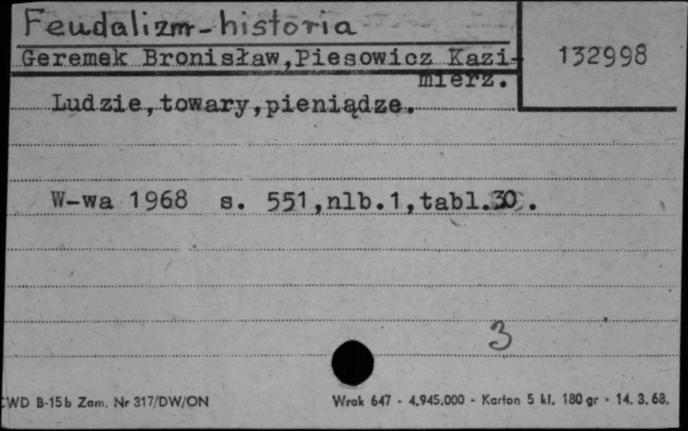 Feudalizm-historia
Geremek Bronisław,Piesowicz Kazi- 132998
mierz.
Ludzie,towary,pieniądze.
W-wa 1968 s. 551,nlb.1,tabl.30.
3
CWD B-15b Zam. Nr 317/DW/ON Wrak 647 - 4.945.000 - Karton 5 kl. 180 gr - 14. 3. 68.